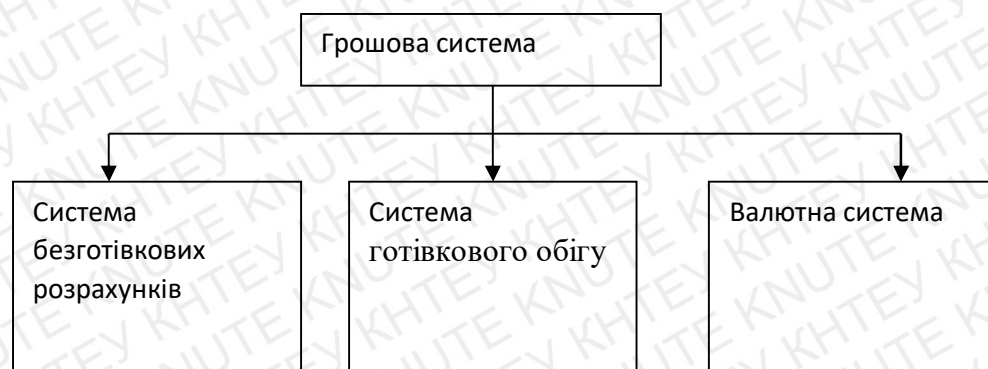 Грошова система
Система
безготівкових
розрахунків
Система
готівкового обігу
Валютна система